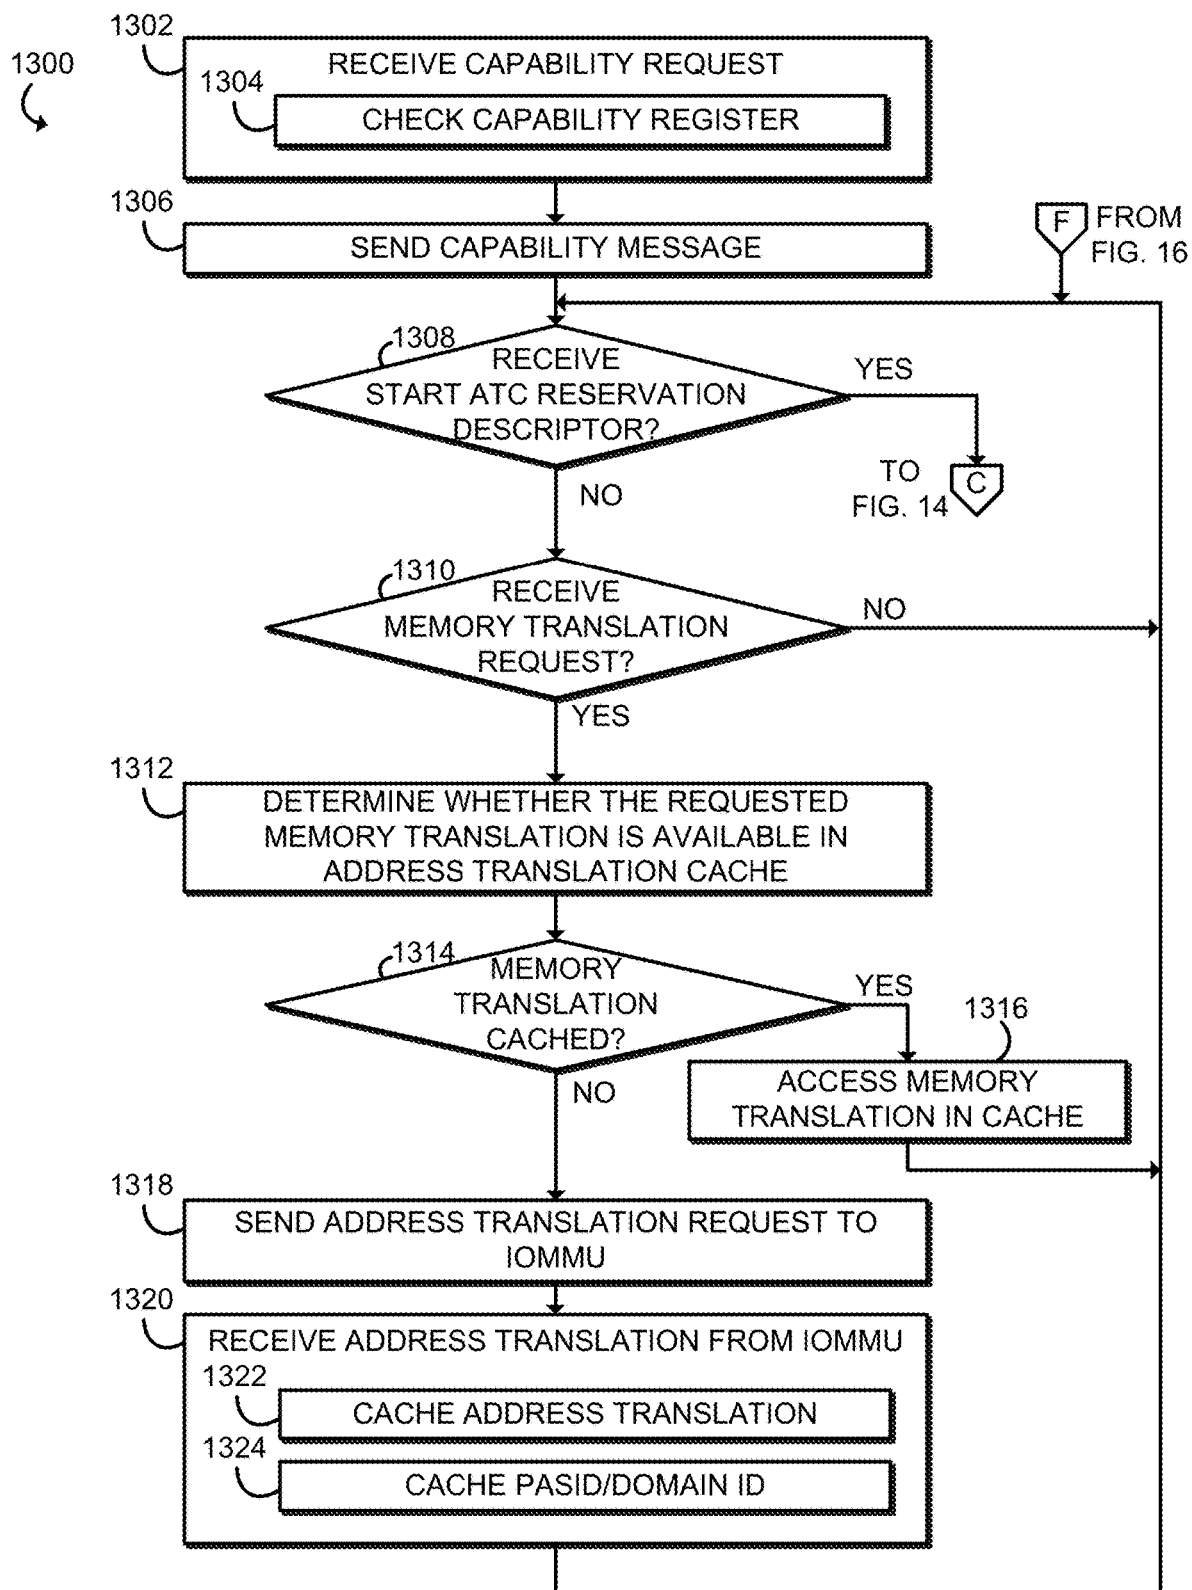 1300
1302
RECEIVE CAPABILITY REQUEST
1304
CHECK CAPABILITY REGISTER
1306
SEND CAPABILITY MESSAGE
F
FROM
FIG. 16
1308
RECEIVE
START ATC RESERVATION
DESCRIPTOR?
YES
TO
FIG. 14
C
NO
1310
RECEIVE
MEMORY TRANSLATION
REQUEST?
NO
YES
1312
DETERMINE WHETHER THE REQUESTED
MEMORY TRANSLATION IS AVAILABLE IN
ADDRESS TRANSLATION CACHE
1314
MEMORY
TRANSLATION
CACHED?
YES
1316
ACCESS MEMORY
TRANSLATION IN CACHE
NO
1318
SEND ADDRESS TRANSLATION REQUEST TO
IOMMU
1320
RECEIVE ADDRESS TRANSLATION FROM IOMMU
1322
CACHE ADDRESS TRANSLATION
1324
CACHE PASID/DOMAIN ID